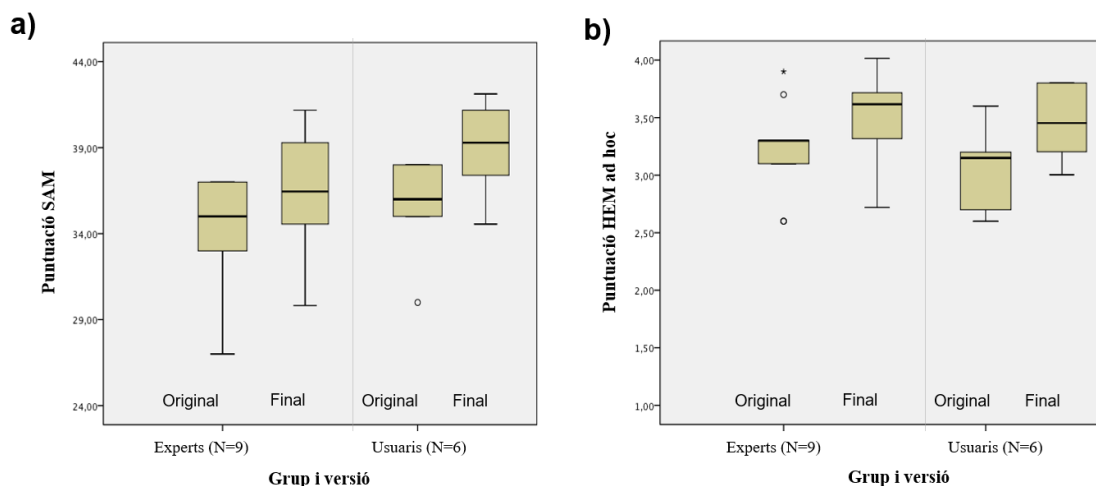 a)
Puntuació SAM
44,00
39,00
34,00
29,00
24,00
Original Final Original Final
Experts (N=9) Usuaris (N=6)
Grup i versió
b)
Puntuació HEM ad hoc
4,00
3,50
3,00
2,50
2,00
1,50
1,00
Original Final Original Final
Experts (N=9) Usuaris (N=6)
Grup i versió